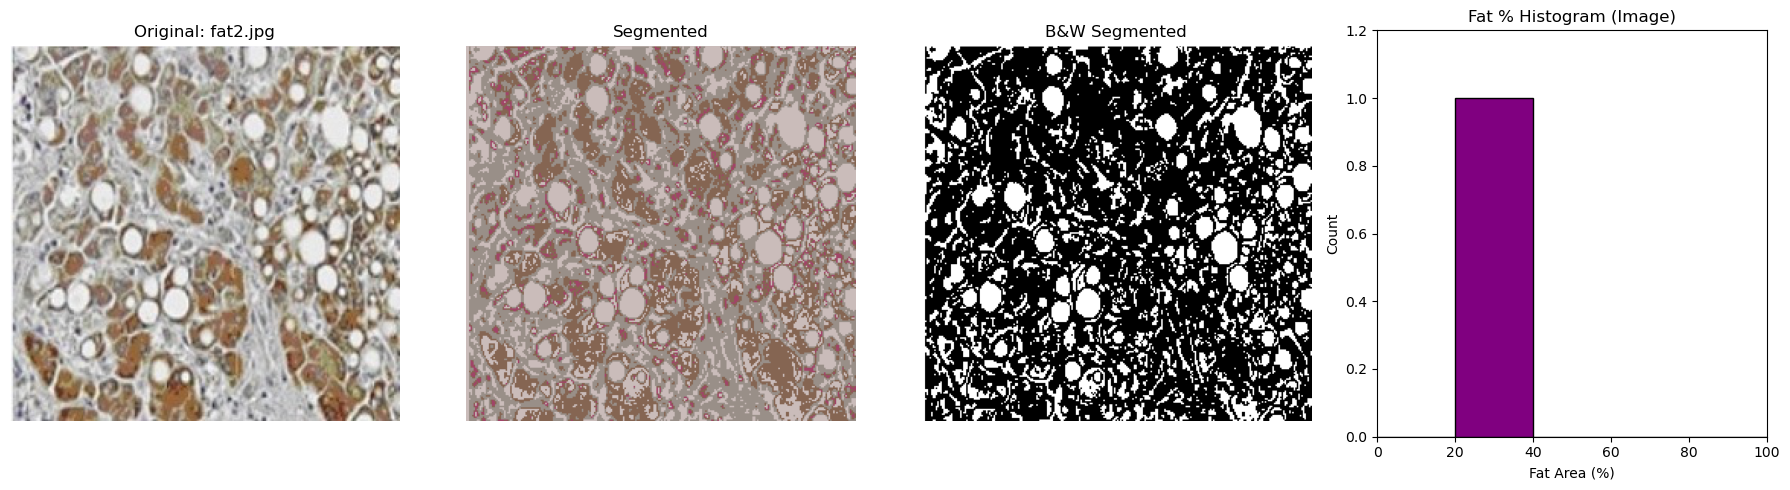 Original: fat2.jpg
Segmented
B&W Segmented
Fat % Histogram (Image)
1.2
1.0
0.8
0.6
0.4
0.2
0.0
Count
0 20 40 60 80 100
Fat Area (%)